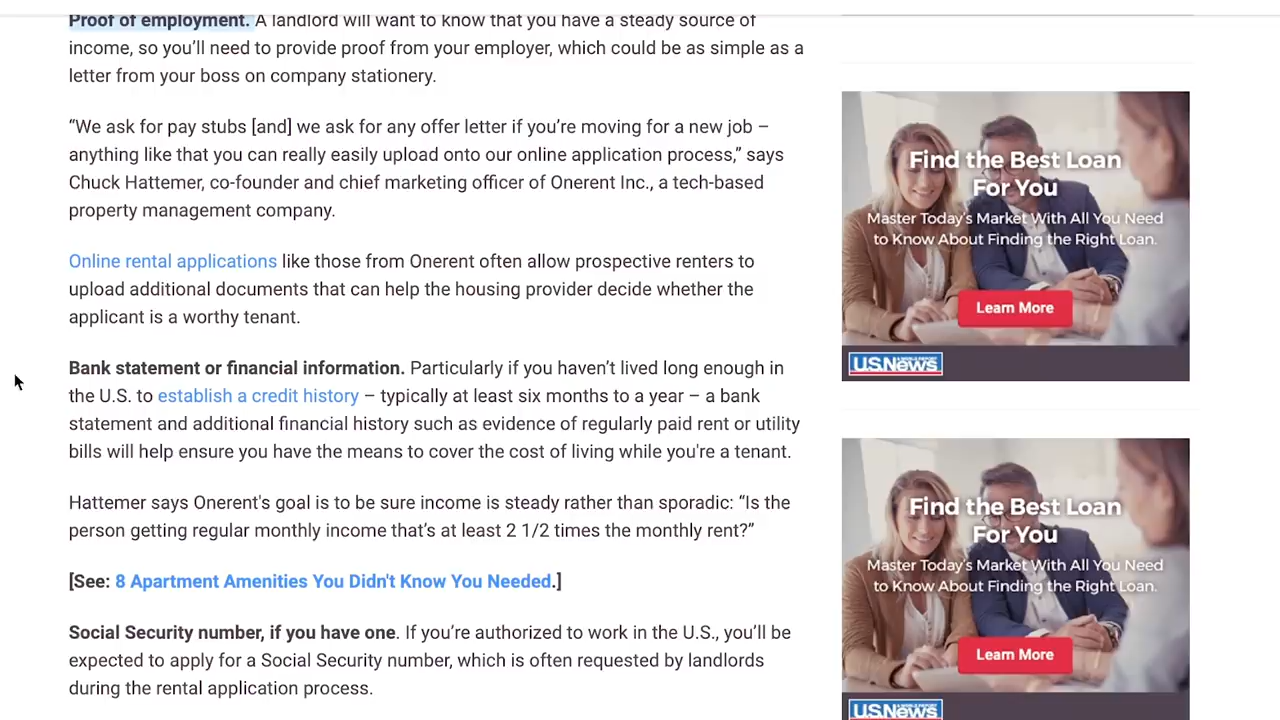 Proof of employment. A landlord will want to know that you have a steady source of
income, so you’ll need to provide proof from your employer, which could be as simple as a
letter from your boss on company stationery.
“We ask for pay stubs [and] we ask for any offer letter if you’re moving for a new job –
anything like that you can really easily upload onto our online application process,” says
Chuck Hattemer, co-founder and chief marketing officer of Onerent Inc., a tech-based
property management company.
Online rental applications like those from Onerent often allow prospective renters to
upload additional documents that can help the housing provider decide whether the
applicant is a worthy tenant.
Bank statement or financial information. Particularly if you haven’t lived long enough in
the U.S. to establish a credit history – typically at least six months to a year – a bank
statement and additional financial history such as evidence of regularly paid rent or utility
bills will help ensure you have the means to cover the cost of living while you're a tenant.
Hattemer says Onerent's goal is to be sure income is steady rather than sporadic: “Is the
person getting regular monthly income that’s at least 2 1/2 times the monthly rent?”
[See: 8 Apartment Amenities You Didn't Know You Needed.]
Social Security number, if you have one. If you’re authorized to work in the U.S., you’ll be
expected to apply for a Social Security number, which is often requested by landlords
during the rental application process.
Find the Best Loan
For You
Master Today's Market With All You Need
to Know About Finding the Right Loan.
Learn More
U.S.News
Find the Best Loan
For You
Master Today's Market With All You Need
to Know About Finding the Right Loan.
Learn More
U.S.News